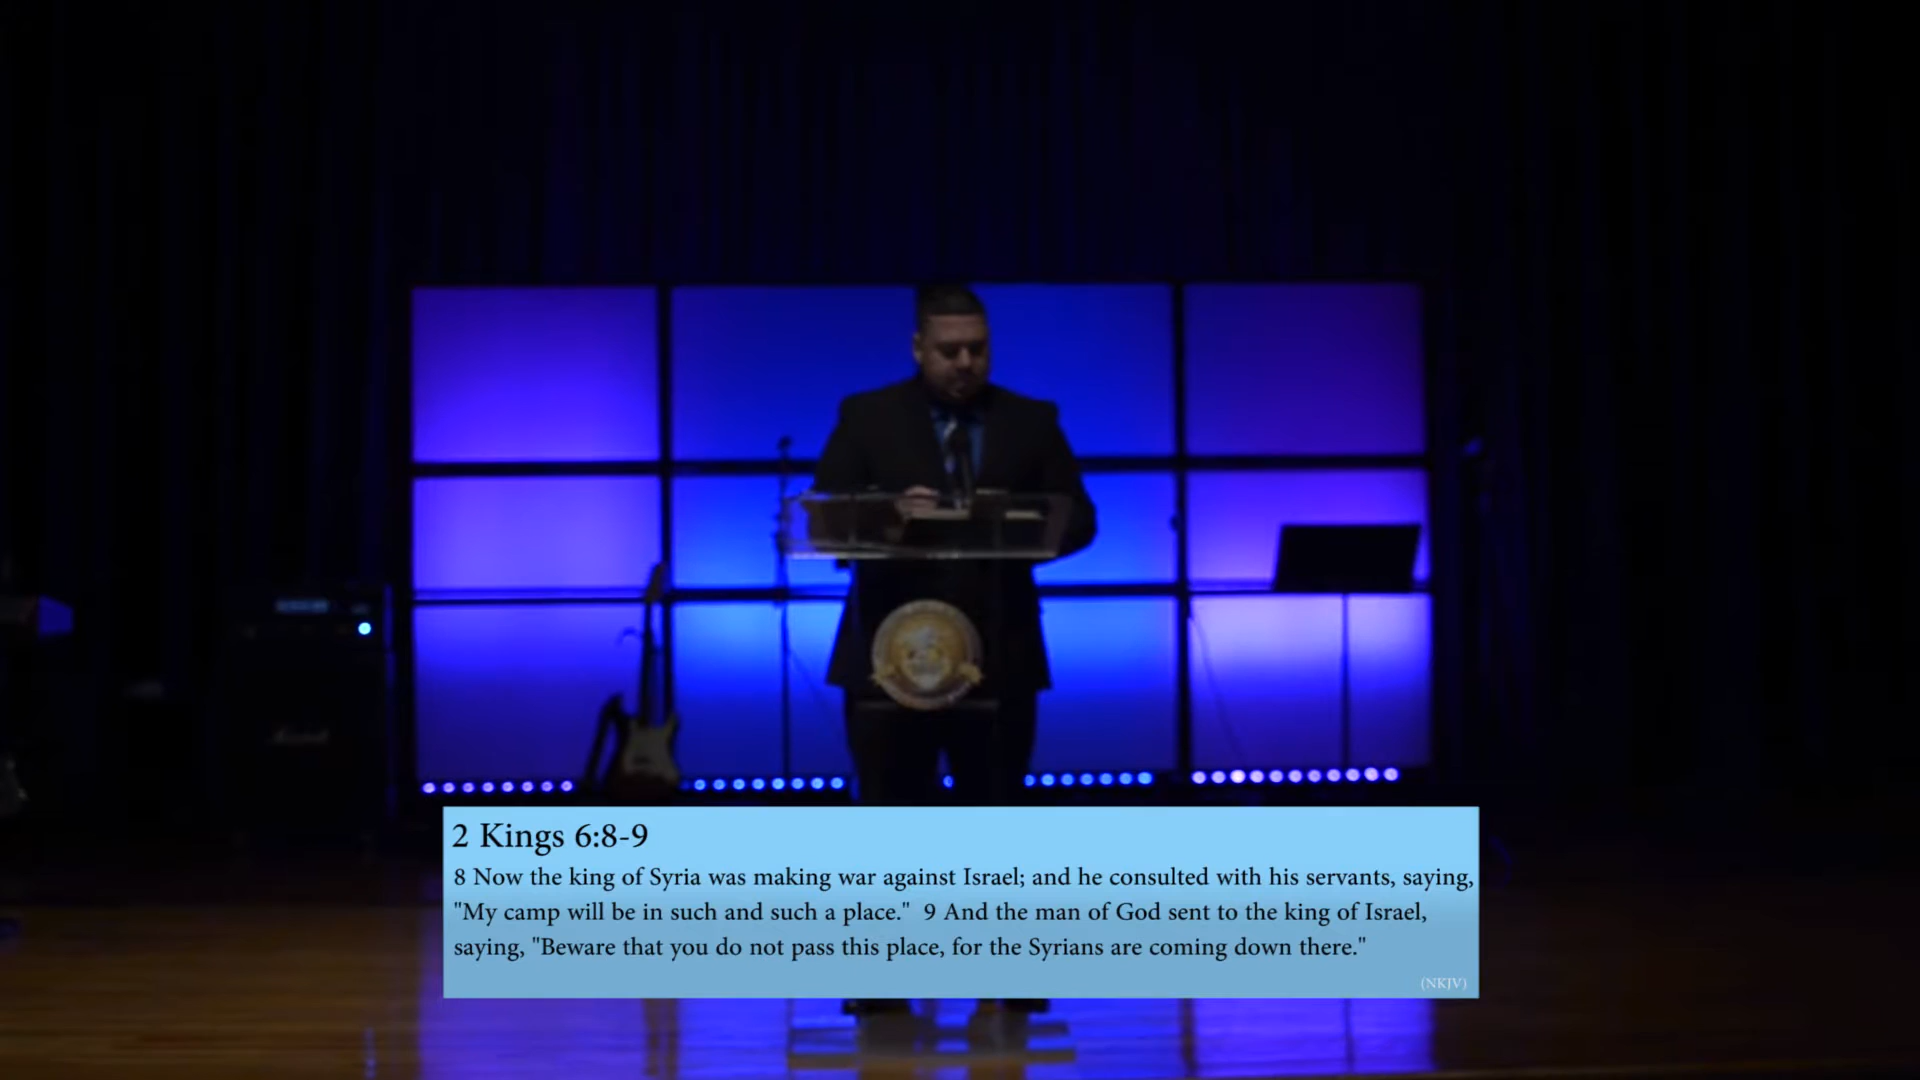 2 Kings 6:8-9
8 Now the king of Syria was making war against Israel; and he consulted with his servants, saying,
"My camp will be in such and such a place."  9 And the man of God sent to the king of Israel,
saying, "Beware that you do not pass this place, for the Syrians are coming down there."
(NKJV)
Marshall